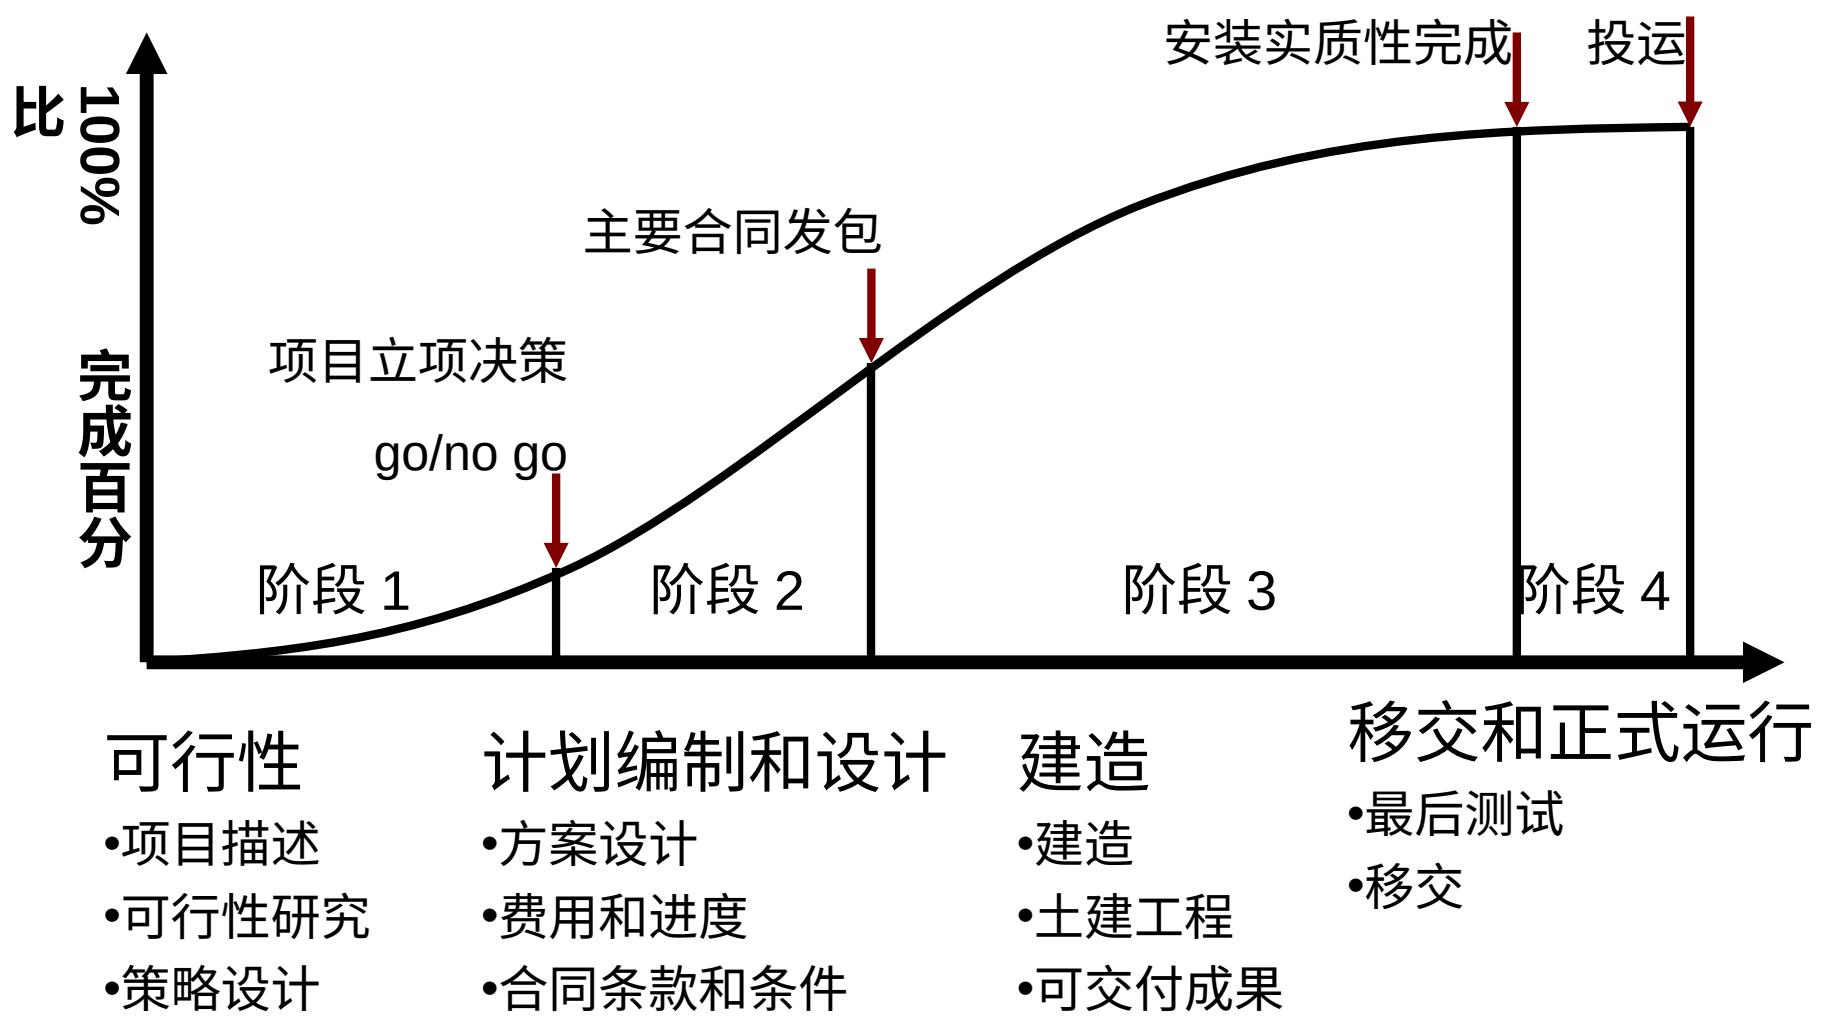 安装实质性完成
投运
100%
比
主要合同发包
项目立项决策
go/no go
完成百分
阶段 1
阶段 2
阶段 3
阶段 4
可行性
•项目描述
•可行性研究
•策略设计
计划编制和设计
•方案设计
•费用和进度
•合同条款和条件
建造
•建造
•土建工程
•可交付成果
移交和正式运行
•最后测试
•移交